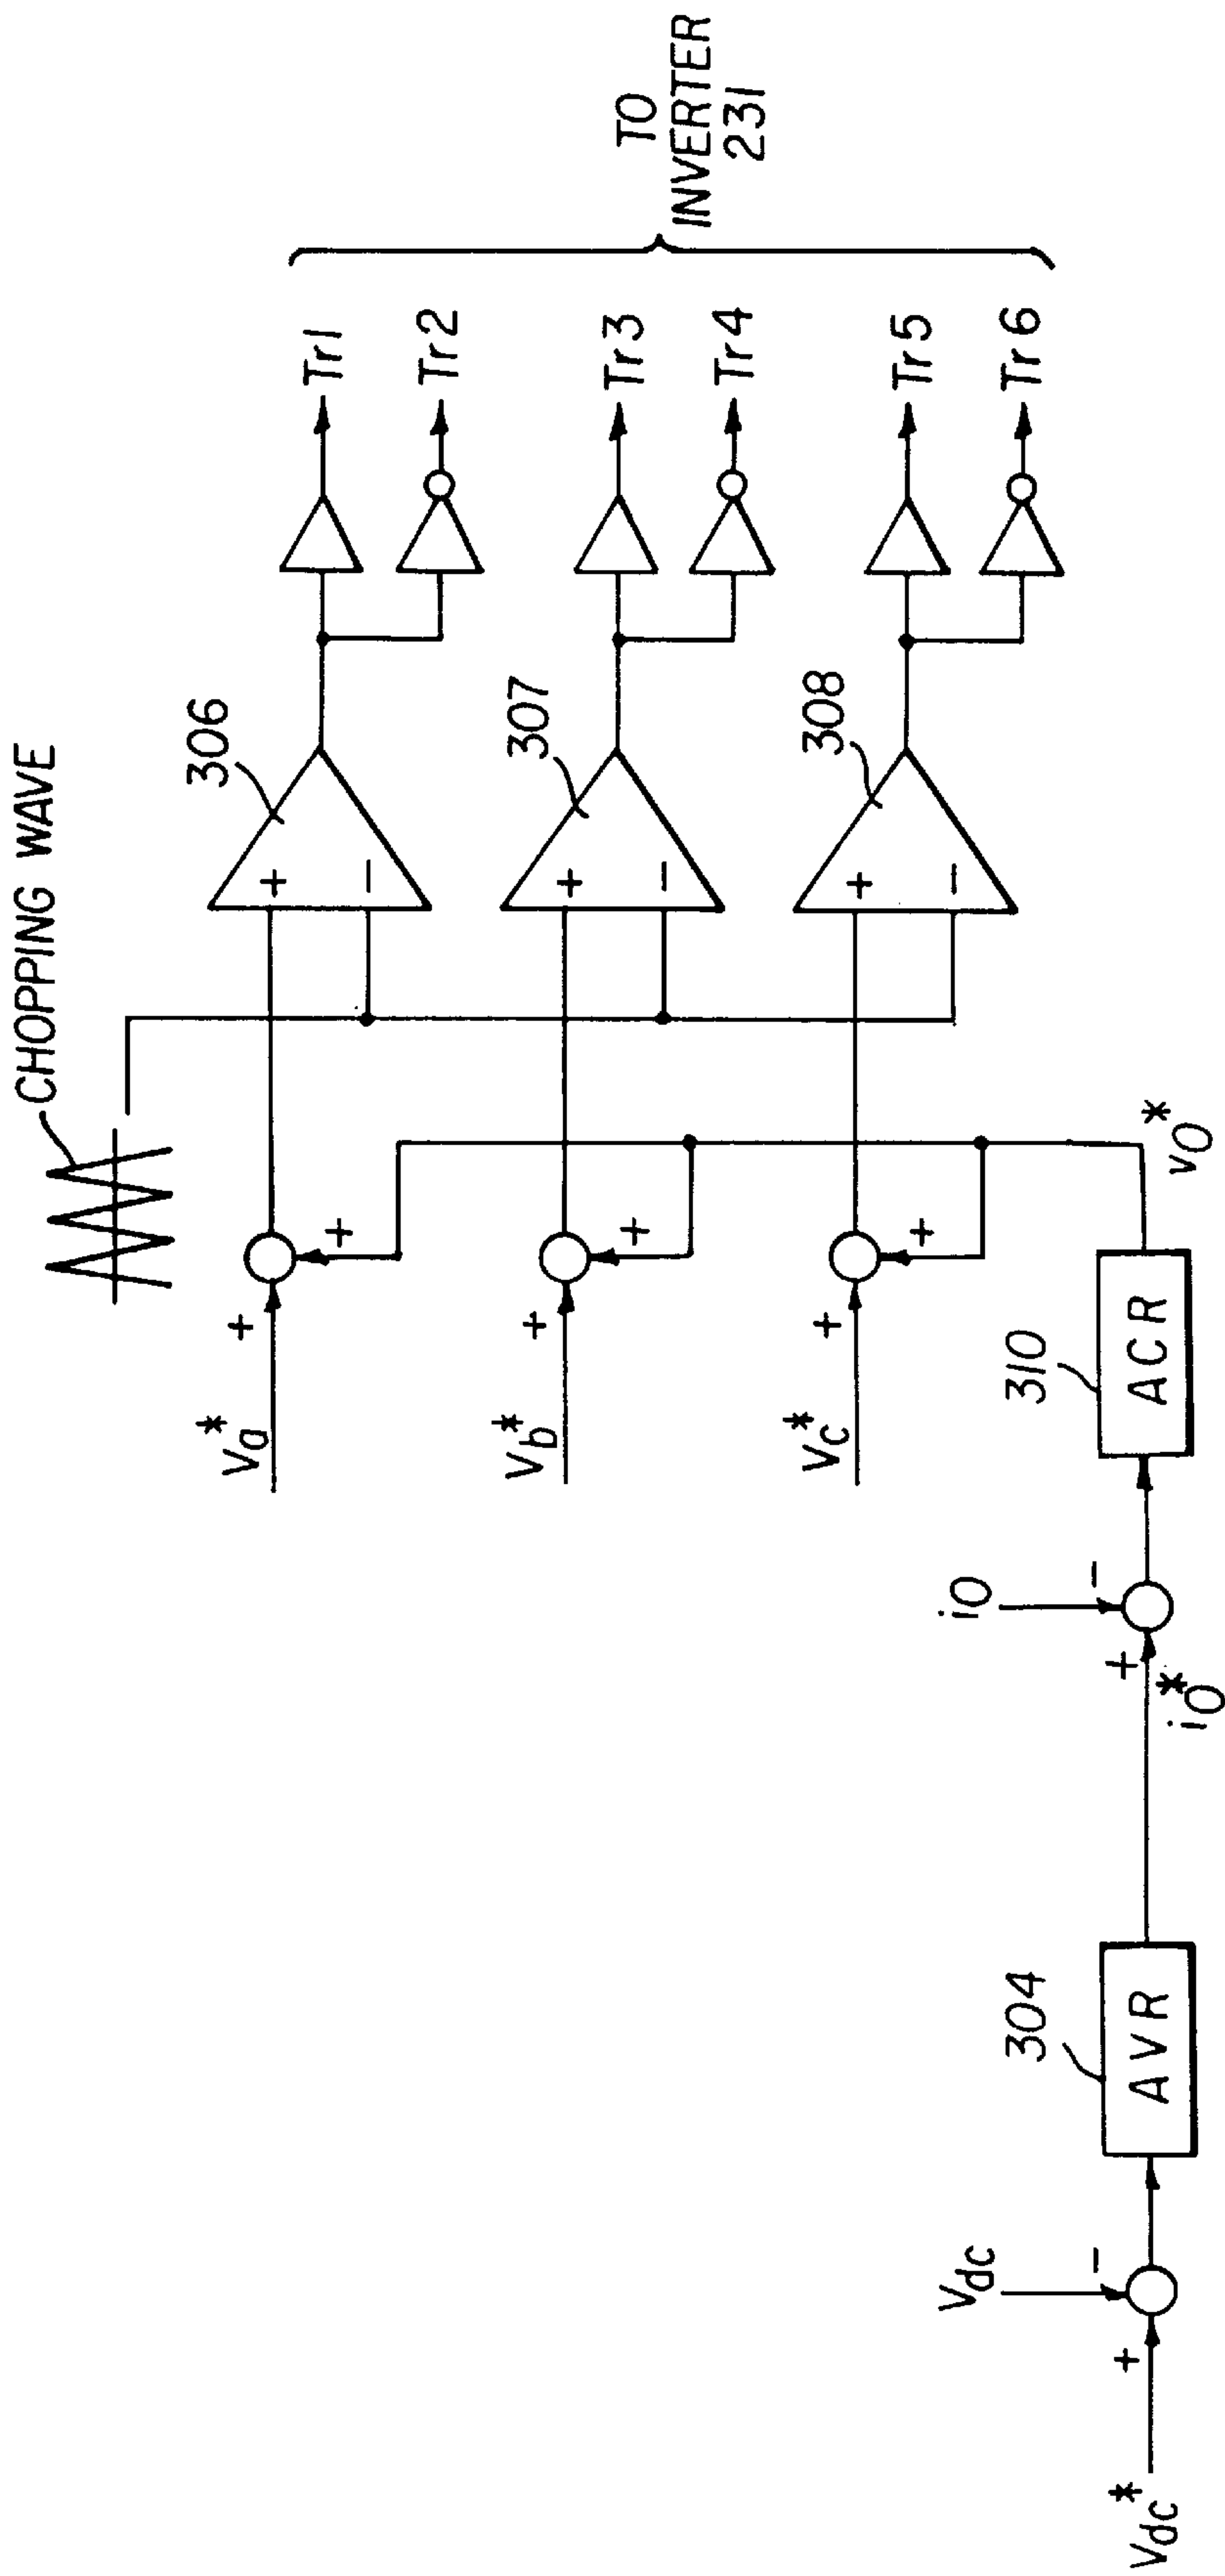 CHOPPING WAVE
306
307
308
+
−
+
−
+
−
Tr1
Tr2
Tr3
Tr4
Tr5
Tr6
TO
INVERTER
231
Va*
+
+
Vb*
+
+
Vc*
+
+
Vdc*
+
Vdc
−
304
AVR
i0*
+
i0
−
310
ACR
v0*